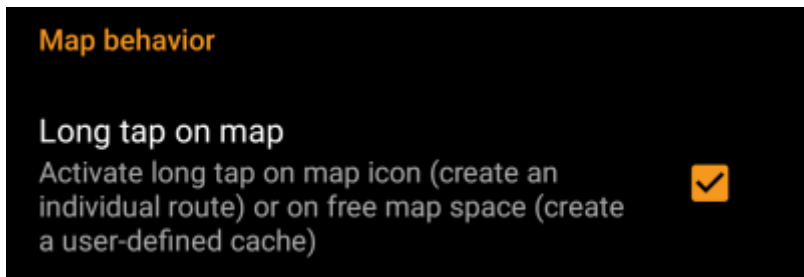 Map behavior
Long tap on map
Activate long tap on map icon (create an
individual route) or on free map space (create
a user-defined cache)